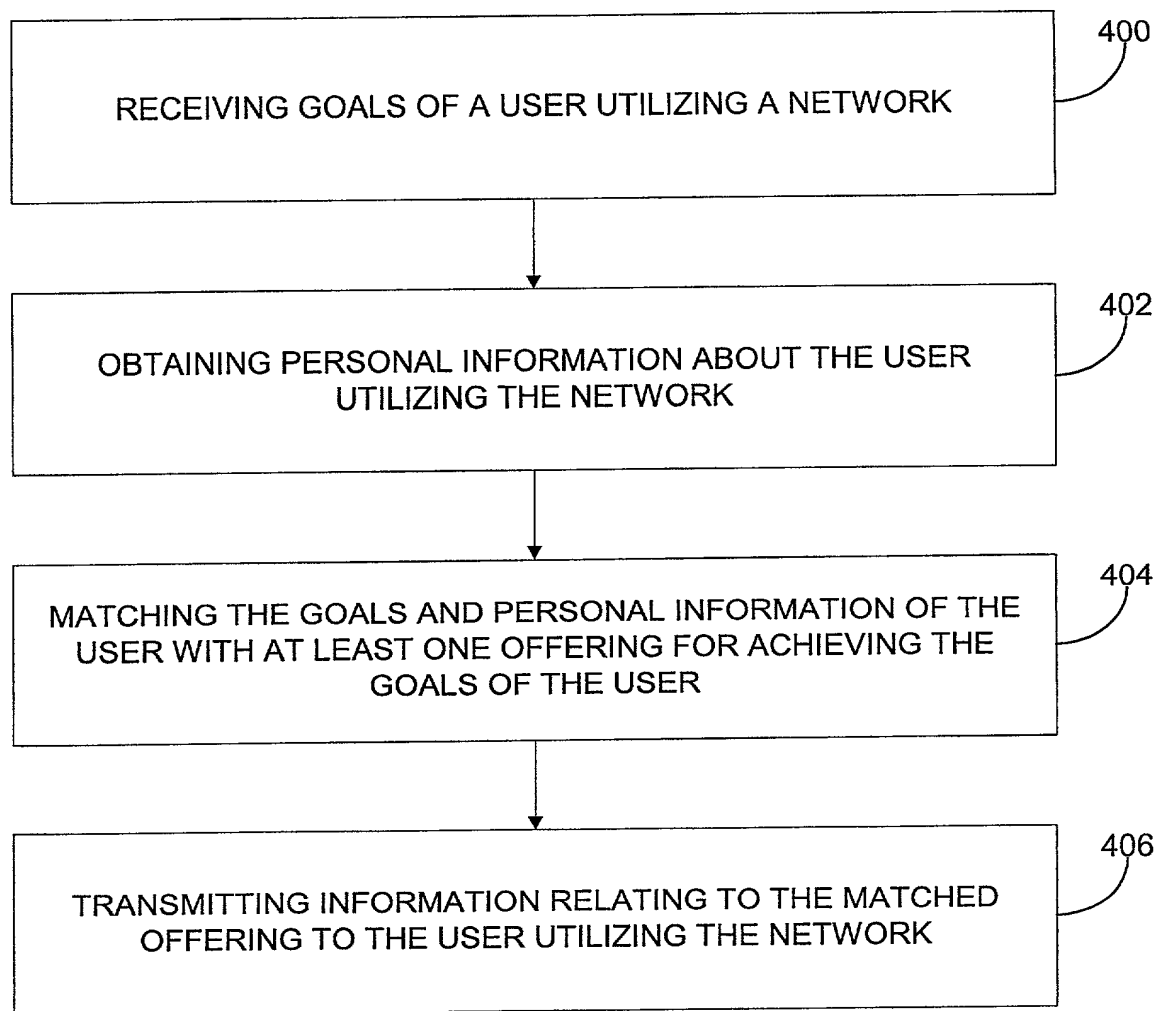 400
RECEIVING GOALS OF A USER UTILIZING A NETWORK
402
OBTAINING PERSONAL INFORMATION ABOUT THE USER
UTILIZING THE NETWORK
404
MATCHING THE GOALS AND PERSONAL INFORMATION OF THE
USER WITH AT LEAST ONE OFFERING FOR ACHIEVING THE
GOALS OF THE USER
406
TRANSMITTING INFORMATION RELATING TO THE MATCHED
OFFERING TO THE USER UTILIZING THE NETWORK